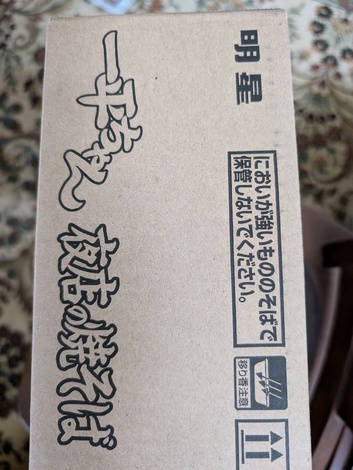 明星
一平ちゃん
夜店の焼そば
においが強いもののそばで
保管しないでください。
移り香注意